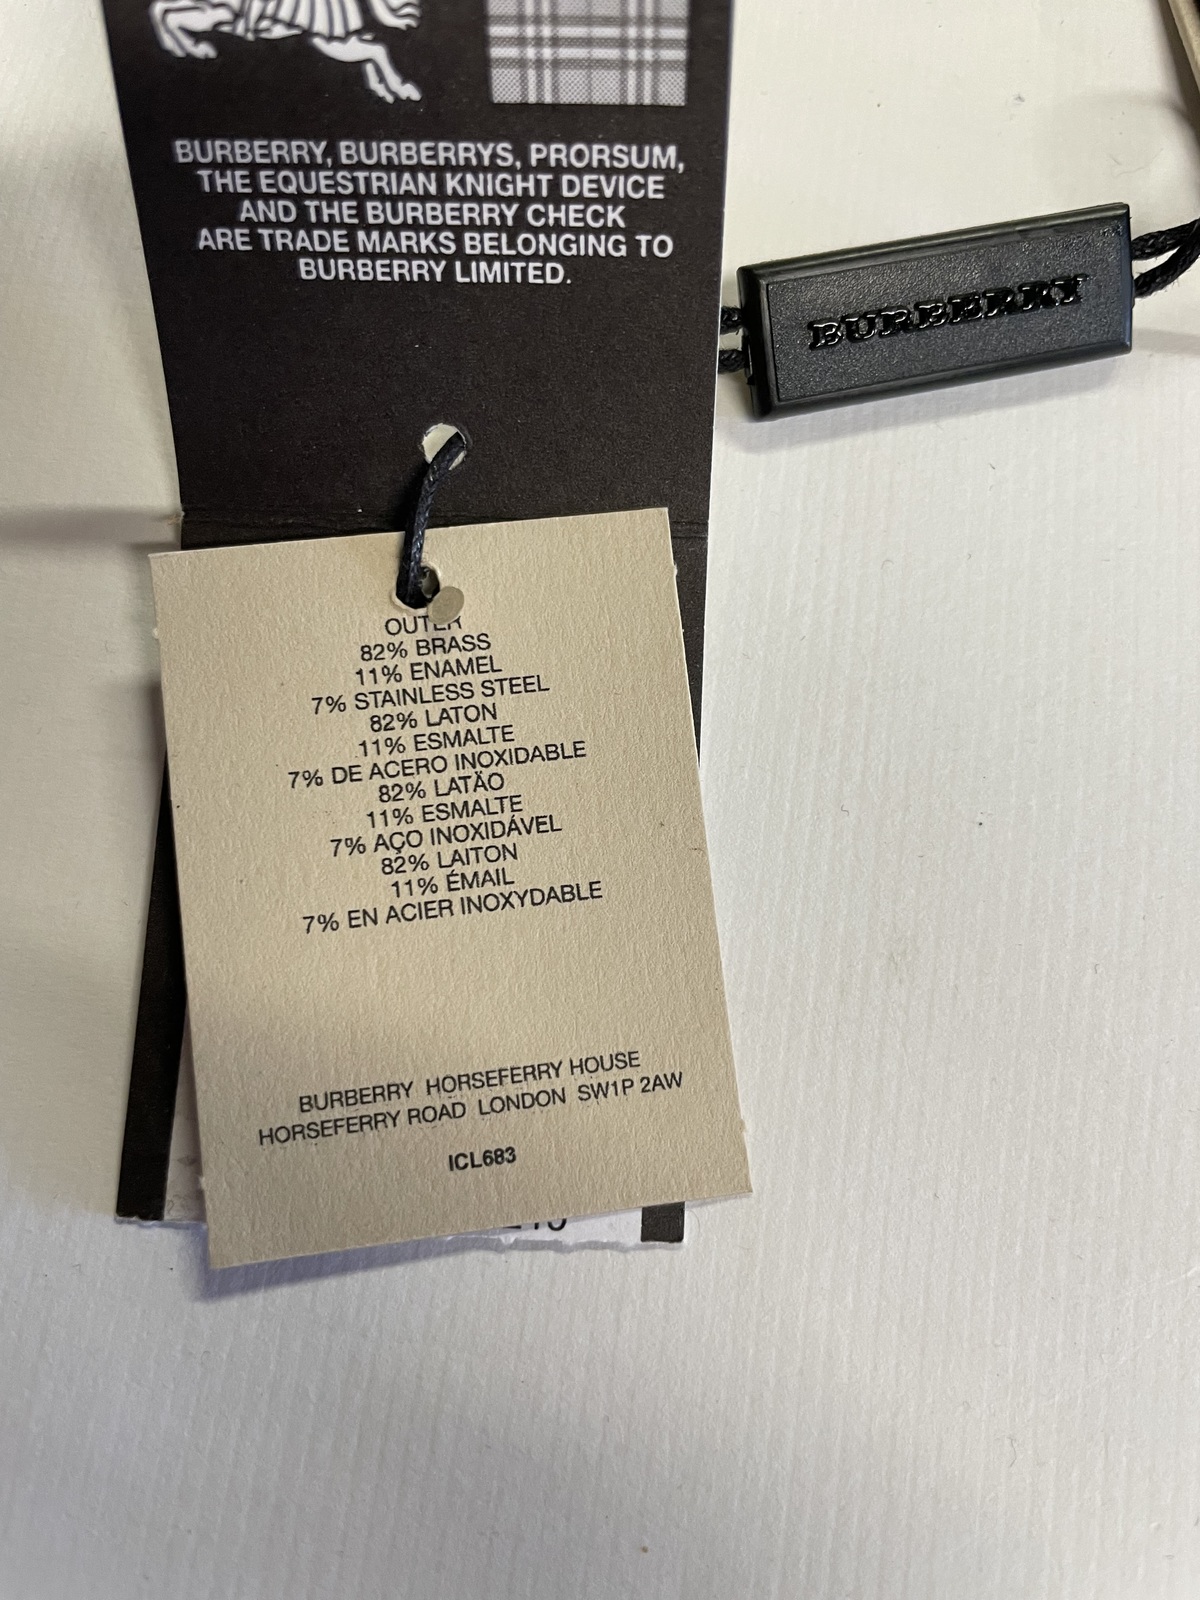 BURBERRY, BURBERRYS, PRORSUM,
THE EQUESTRIAN KNIGHT DEVICE
AND THE BURBERRY CHECK
ARE TRADE MARKS BELONGING TO
BURBERRY LIMITED.
BURBERRY
OUTER
82% BRASS
11% ENAMEL
7% STAINLESS STEEL
82% LATON
11% ESMALTE
7% DE ACERO INOXIDABLE
82% LATÄO
11% ESMALTE
7% AÇO INOXIDÁVEL
82% LAITON
11% ÉMAIL
7% EN ACIER INOXYDABLE
BURBERRY HORSEFERRY HOUSE
HORSEFERRY ROAD LONDON SW1P 2AW
ICL683